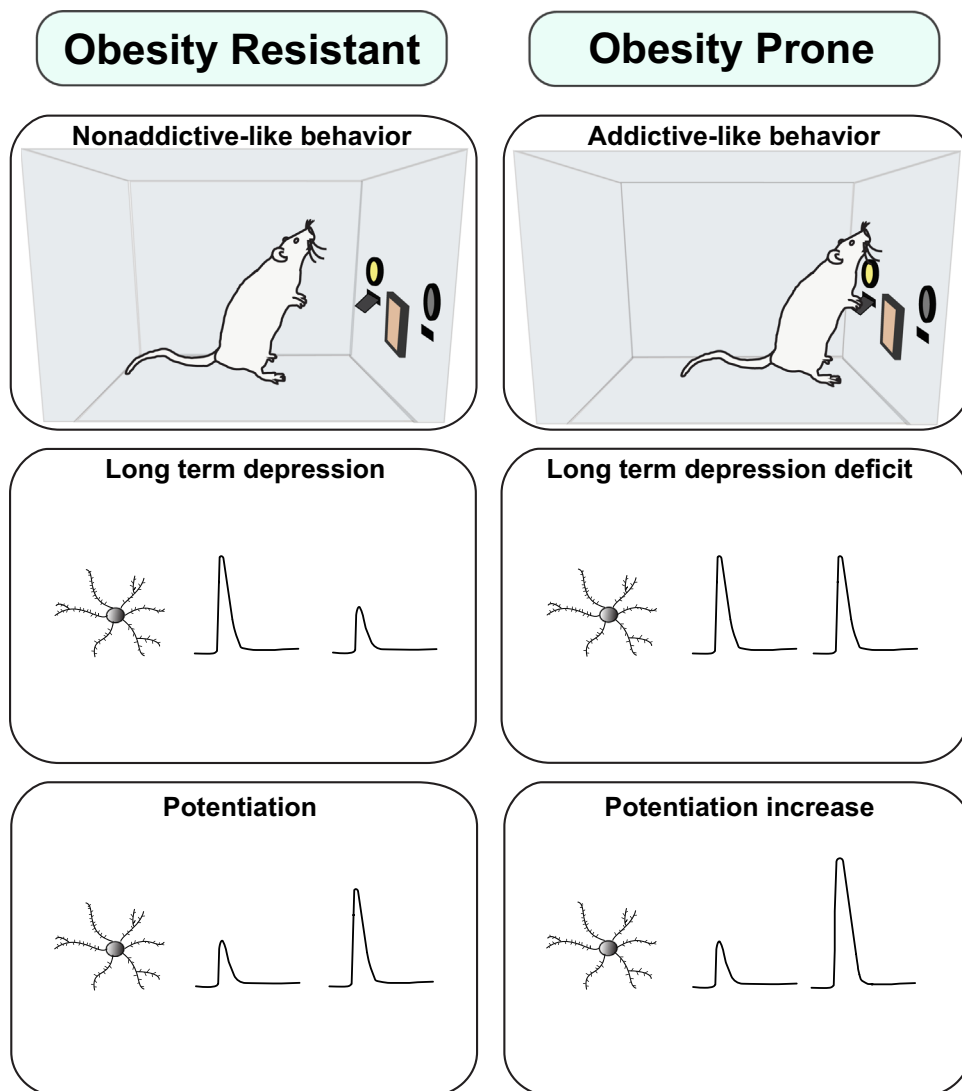 Obesity Resistant
Obesity Prone
Nonaddictive-like behavior
Addictive-like behavior
Long term depression
Long term depression deficit
Potentiation
Potentiation increase